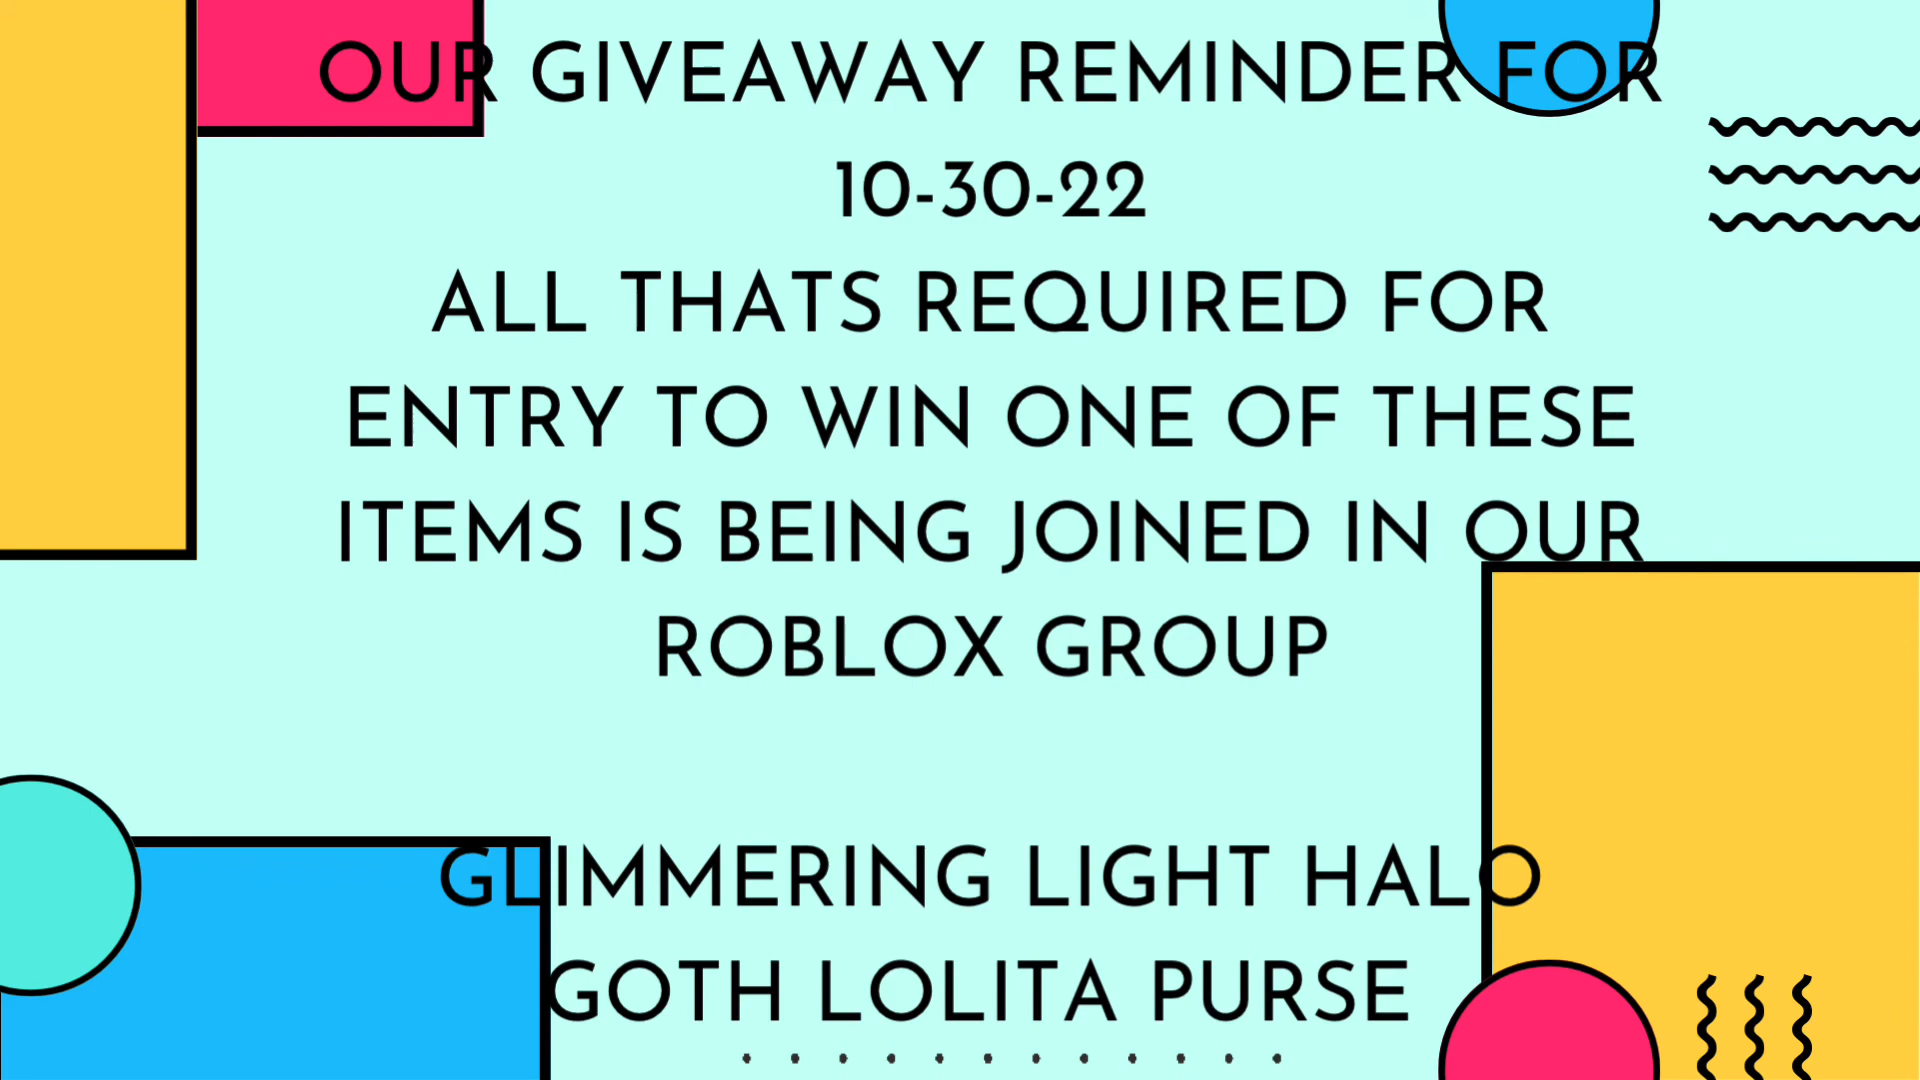 OUR GIVEAWAY REMINDER FOR
10-30-22
ALL THATS REQUIRED FOR
ENTRY TO WIN ONE OF THESE
ITEMS IS BEING JOINED IN OUR
ROBLOX GROUP
GLIMMERING LIGHT HALO
GOTH LOLITA PURSE